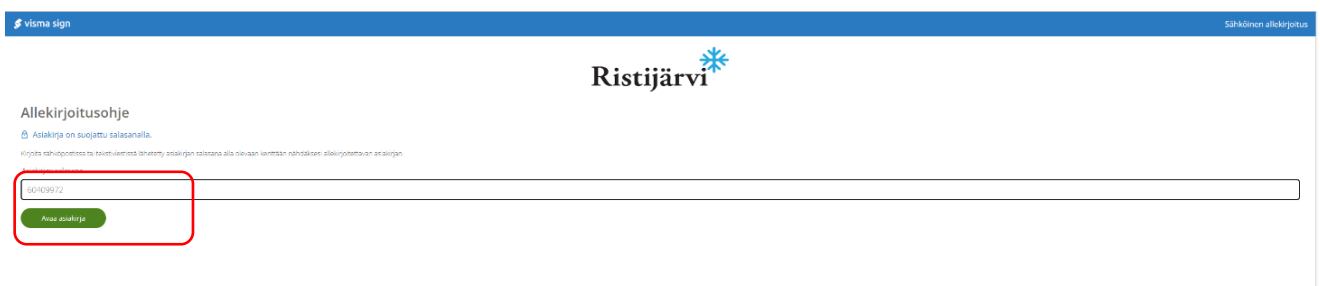 visma sign
Sähköinen allekirjoitus
Ristijärvi
Allekirjoitusohje
Asiakirja on suojattu salasanalla.
Kirjoita sähköpostissa tai tekstiviestissä lähetetty asiakirjan salasana alla olevaan kenttään nähdäksesi allekirjoitettavan asiakirjan
60409972
Avaa asiakirja